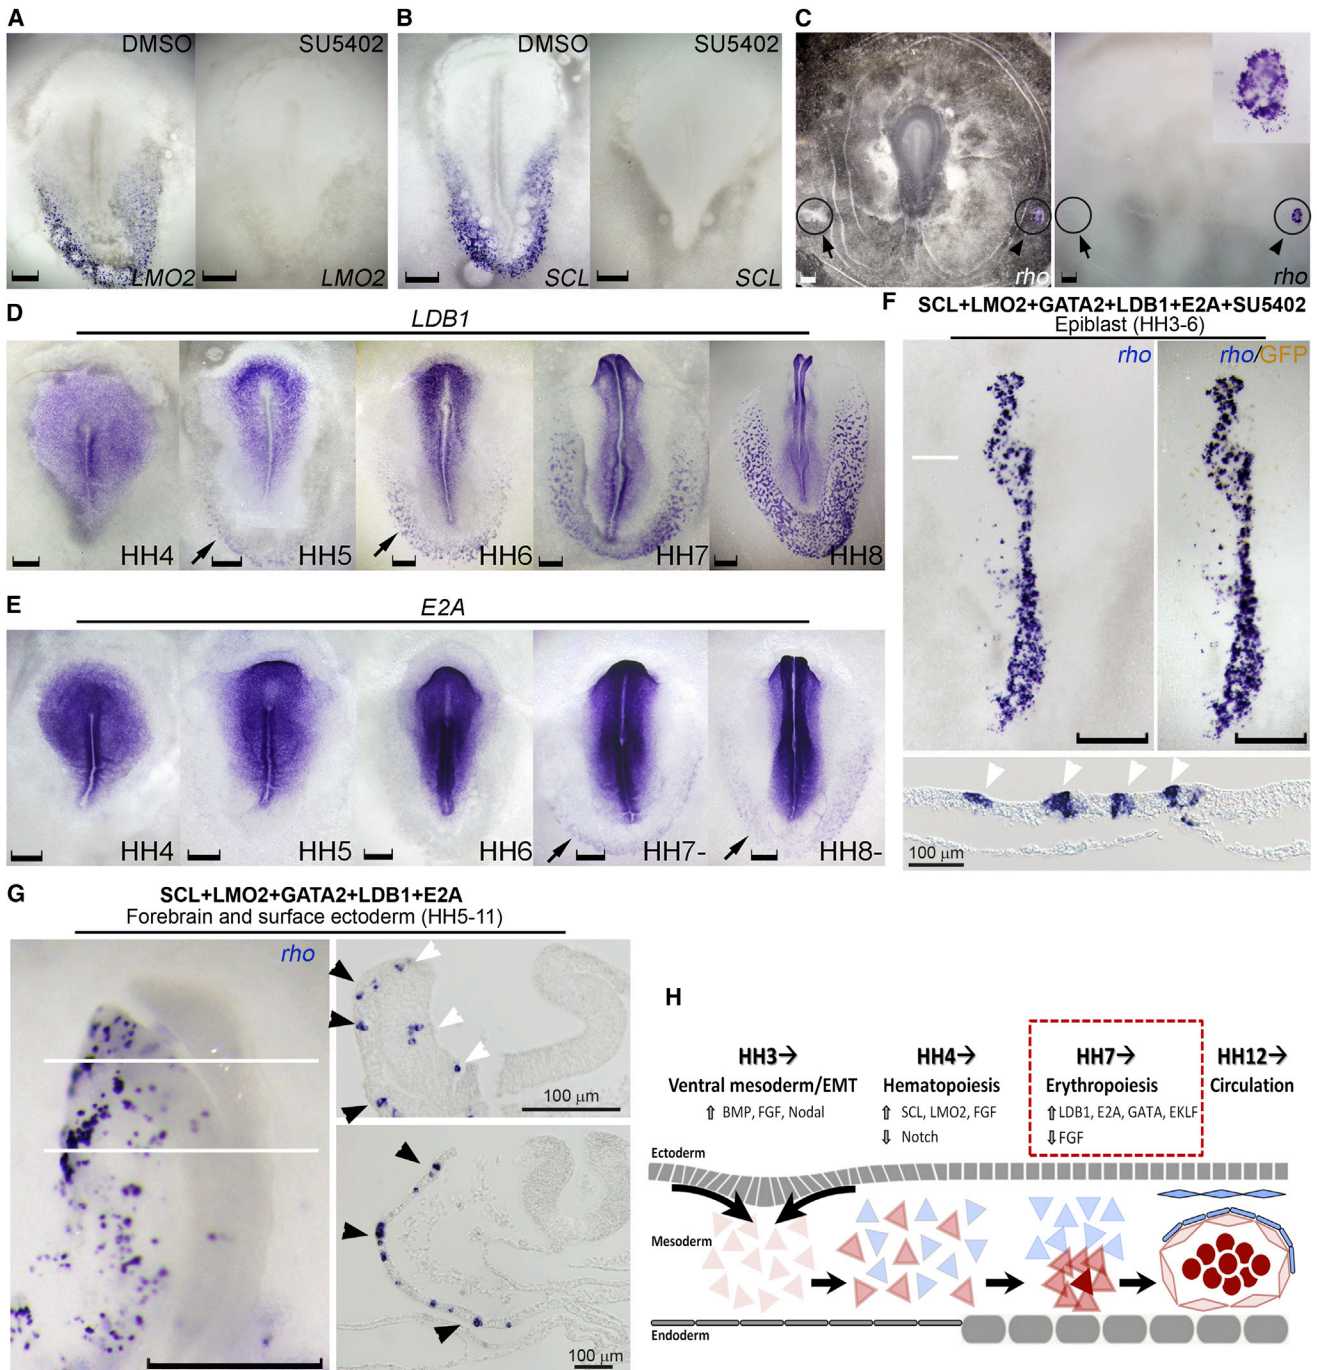 A
DMSO
SU5402
LMO2
LMO2
B
DMSO
SU5402
SCL
SCL
C
rho
rho
D
LDB1
HH4
HH5
HH6
HH7
HH8
E
E2A
HH4
HH5
HH6
HH7-
HH8-
F
SCL+LMO2+GATA2+LDB1+E2A+SU5402
Epiblast (HH3-6)
rho
rho/GFP
100 µm
G
SCL+LMO2+GATA2+LDB1+E2A
Forebrain and surface ectoderm (HH5-11)
rho
100 µm
100 µm
H
HH3→
Ventral mesoderm/EMT
⇧ BMP, FGF, Nodal
HH4→
Hematopoiesis
⇧ SCL, LMO2, FGF
⇩ Notch
HH7→
Erythropoiesis
⇧ LDB1, E2A, GATA, EKLF
⇩ FGF
HH12→
Circulation
Ectoderm
Mesoderm
Endoderm